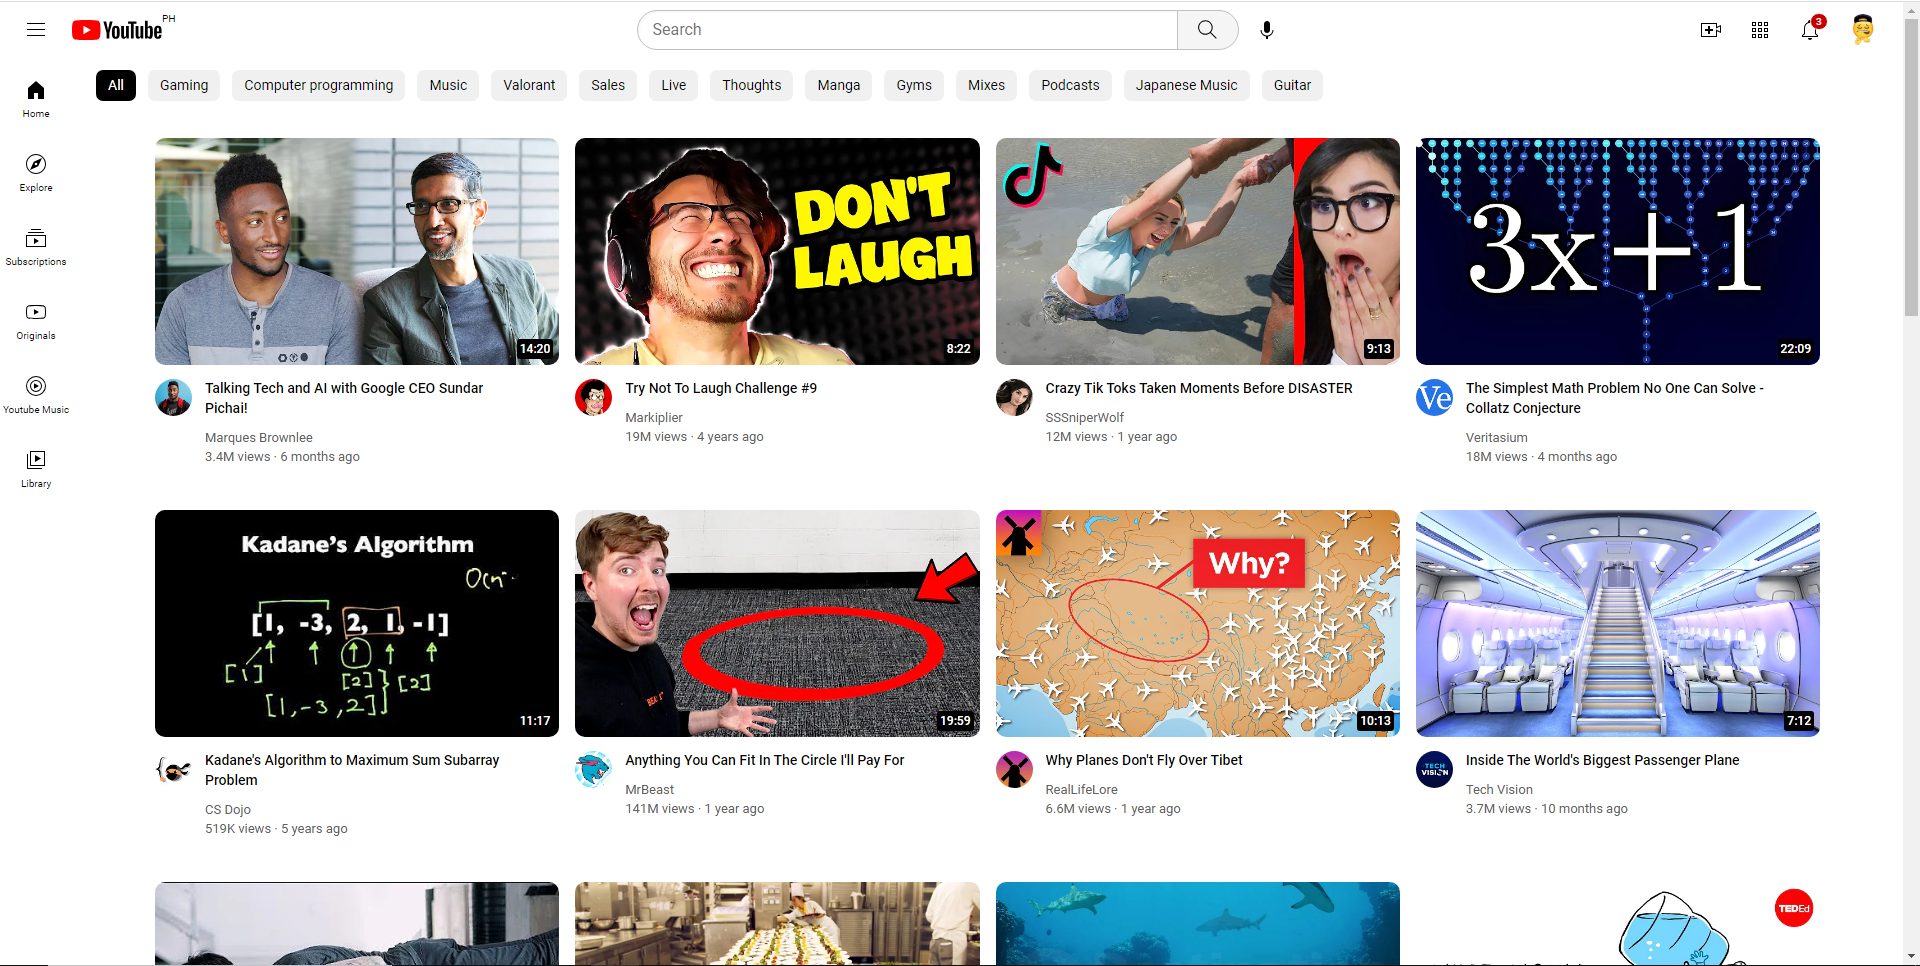 YouTube PH
Search
3
Home
Explore
Subscriptions
Originals
Youtube Music
Library
All
Gaming
Computer programming
Music
Valorant
Sales
Live
Thoughts
Manga
Gyms
Mixes
Podcasts
Japanese Music
Guitar
14:20
Talking Tech and AI with Google CEO Sundar
Pichai!
Marques Brownlee
3.4M views · 6 months ago
DON'T
LAUGH
8:22
Try Not To Laugh Challenge #9
Markiplier
19M views · 4 years ago
9:13
Crazy Tik Toks Taken Moments Before DISASTER
SSSniperWolf
12M views · 1 year ago
3x+1
22:09
Ve
The Simplest Math Problem No One Can Solve -
Collatz Conjecture
Veritasium
18M views · 4 months ago
Kadane's Algorithm
[1, -3, 2, 1, -1]
[1]
[2]
[2]
[1,-3,2]
11:17
Kadane's Algorithm to Maximum Sum Subarray
Problem
CS Dojo
519K views · 5 years ago
19:59
Anything You Can Fit In The Circle I'll Pay For
MrBeast
141M views · 1 year ago
Why?
10:13
Why Planes Don't Fly Over Tibet
RealLifeLore
6.6M views · 1 year ago
7:12
TECH
VISION
Inside The World's Biggest Passenger Plane
Tech Vision
3.7M views · 10 months ago
TEDEd